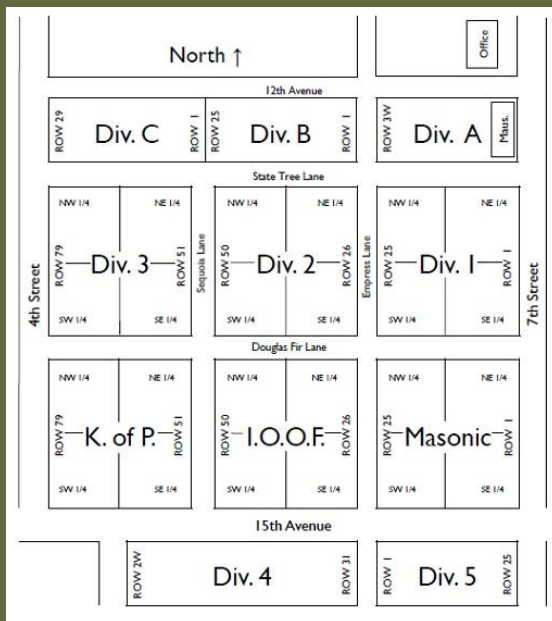 North ↑
Office
12th Avenue
ROW 29
Div. C
ROW 1
ROW 25
Div. B
ROW 1
ROW 3W
Div. A
Maus.
State Tree Lane
NW 1/4
NE 1/4
NW 1/4
NE 1/4
NW 1/4
NE 1/4
4th Street
ROW 79
Div. 3
ROW 51
Sequoia Lane
ROW 50
Div. 2
ROW 26
Empress Lane
ROW 25
Div. 1
ROW 1
7th Street
SW 1/4
SE 1/4
SW 1/4
SE 1/4
SW 1/4
SE 1/4
Douglas Fir Lane
NW 1/4
NE 1/4
NW 1/4
NE 1/4
NW 1/4
NE 1/4
ROW 79
K. of P.
ROW 51
ROW 50
I.O.O.F.
ROW 26
ROW 25
Masonic
ROW 1
SW 1/4
SE 1/4
SW 1/4
SE 1/4
SW 1/4
SE 1/4
15th Avenue
ROW 2W
Div. 4
ROW 31
ROW 1
Div. 5
ROW 25